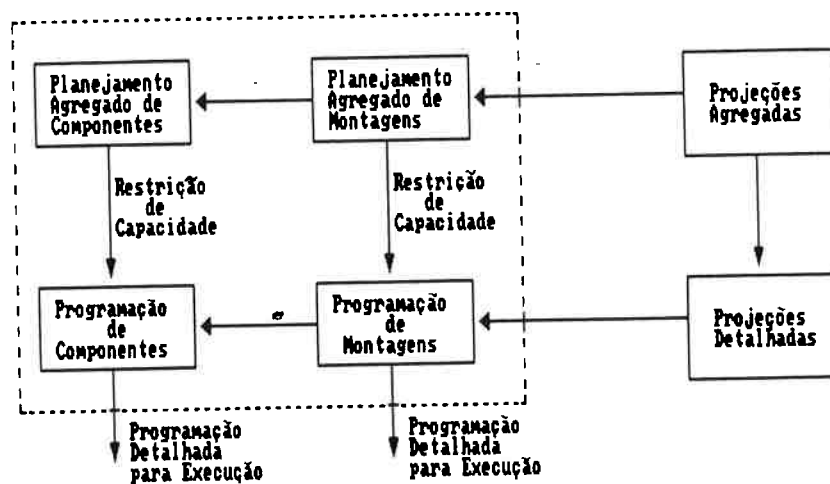 Planejamento
Agregado de
Componentes
Planejamento
Agregado de
Montagens
Projeções
Agregadas
Restrição
de
Capacidade
Restrição
de
Capacidade
Programação
de
Componentes
Programação
de
Montagens
Projeções
Detalhadas
Programação
Detalhada
para Execução
Programação
Detalhada
para Execução